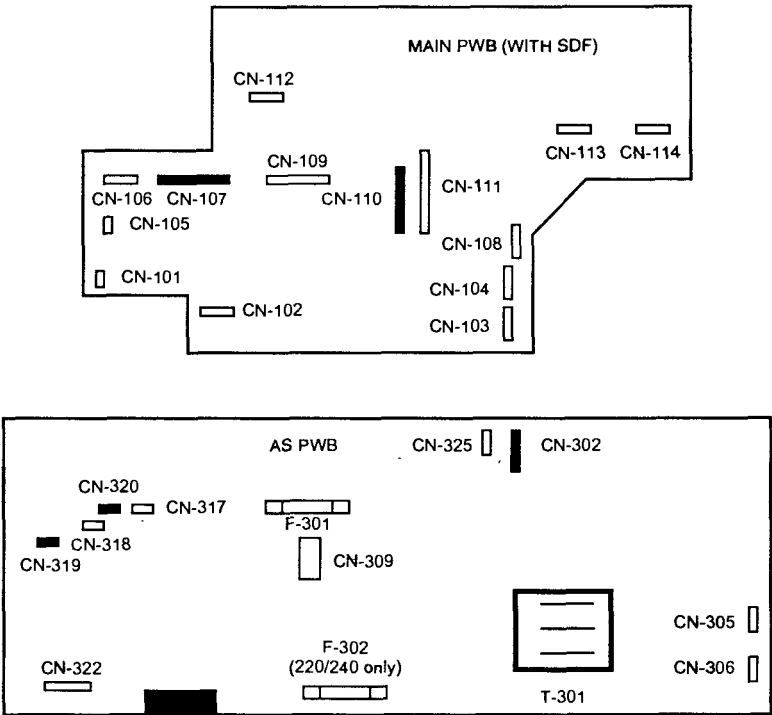 MAIN PWB (WITH SDF)
CN-112
CN-113 CN-114
CN-109
CN-106 CN-107 CN-110 CN-111
CN-105
CN-108
CN-101
CN-104
CN-102
CN-103
AS PWB CN-325 CN-302
CN-320
CN-317
F-301
CN-318
CN-319
CN-309
CN-305
F-302
(220/240 only)
CN-322
CN-306
T-301